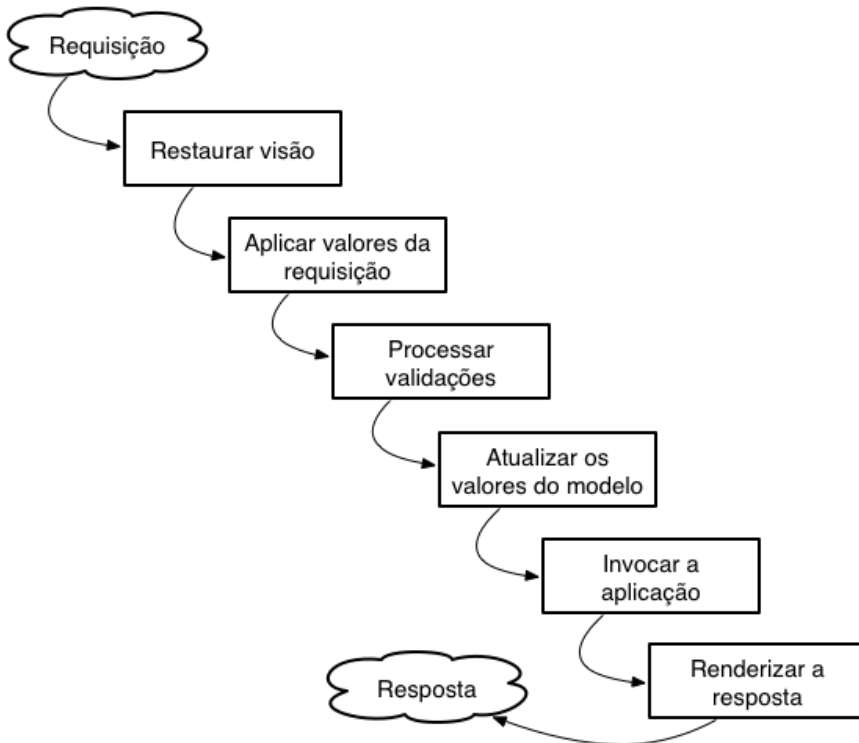 Requisição
Restaurar visão
Aplicar valores da
requisição
Processar
validações
Atualizar os
valores do modelo
Invocar a
aplicação
Renderizar a
resposta
Resposta